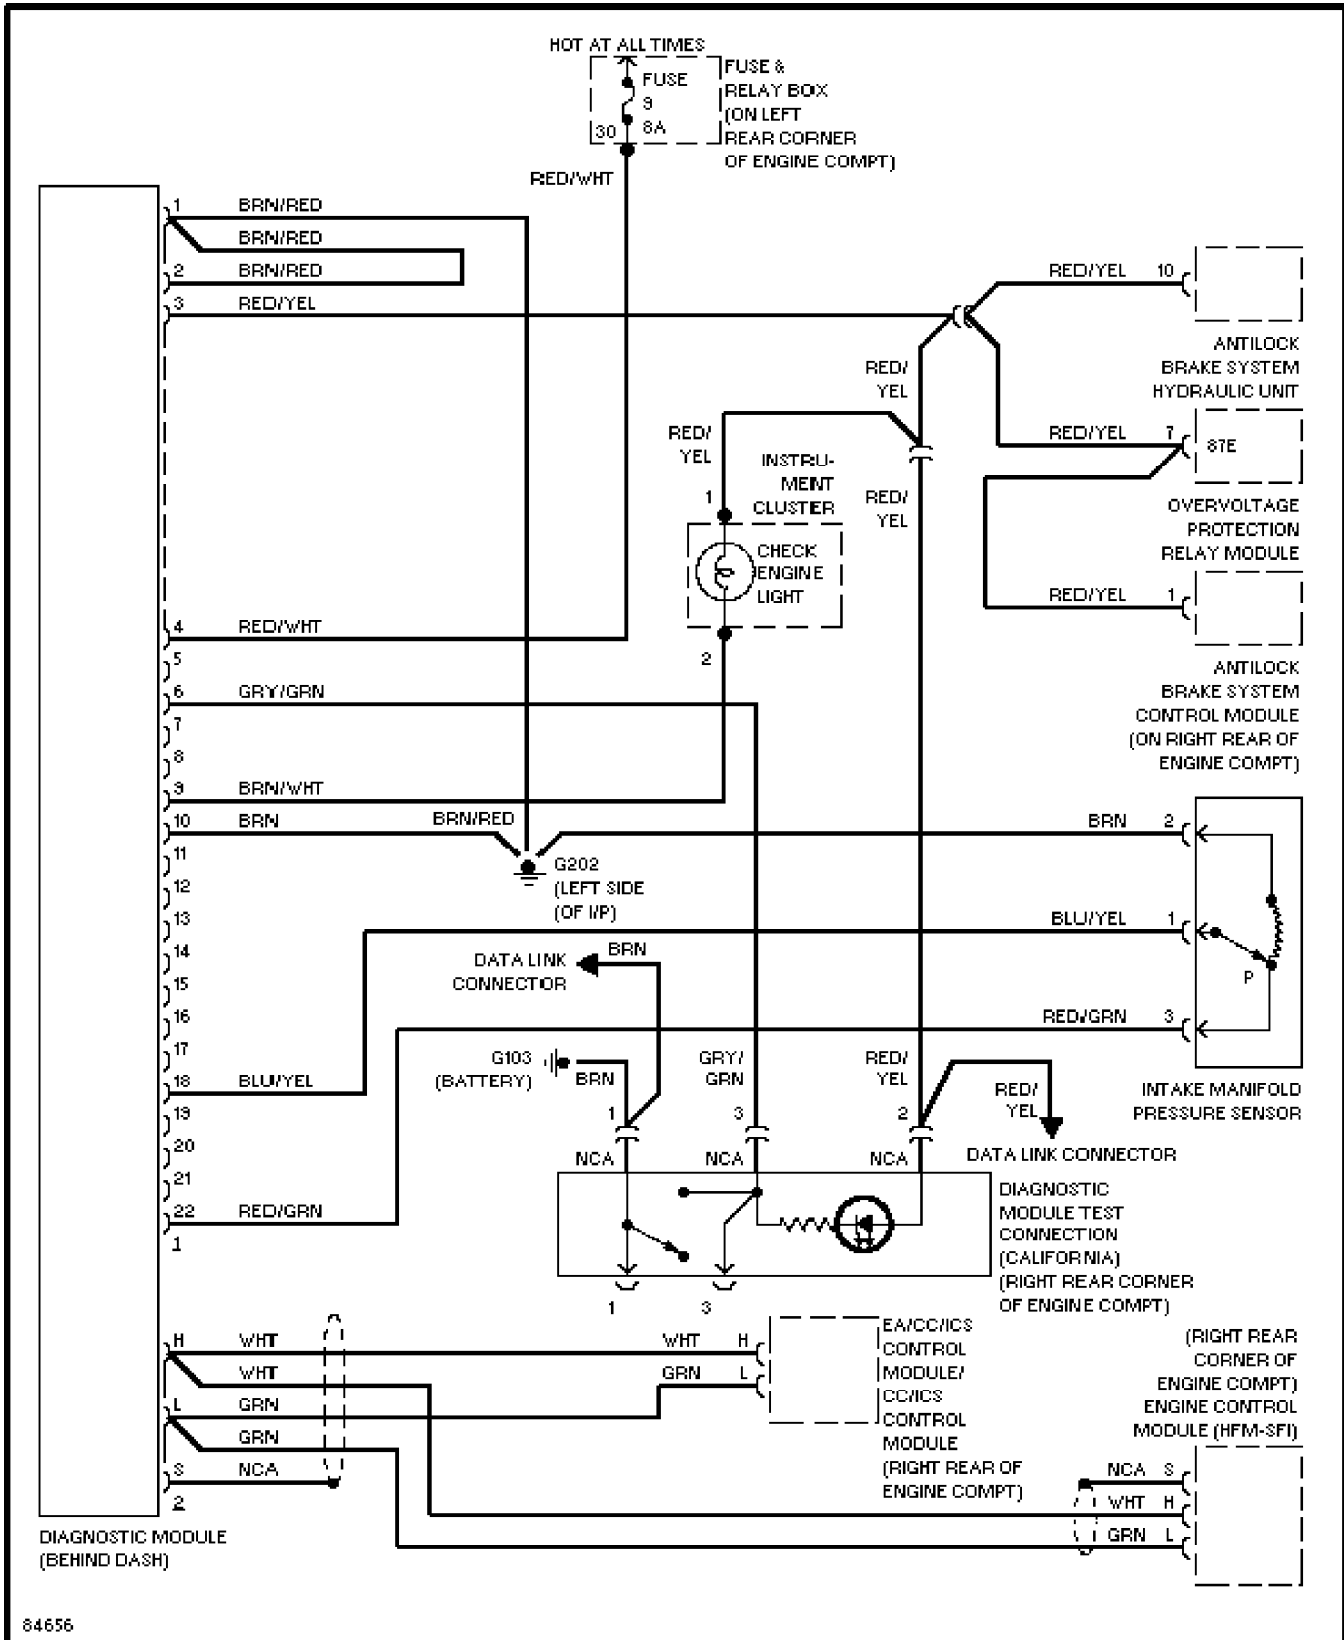 HOT AT ALL TIMES
FUSE
9
8A
30
FUSE &
RELAY BOX
(ON LEFT
REAR CORNER
OF ENGINE COMPT)
RED/WHT
1 BRN/RED
BRN/RED
2 BRN/RED
3 RED/YEL
4 RED/WHT
5
6 GRY/GRN
7
8
9 BRN/WHT
10 BRN
11
12
13
14
15
16
17
18 BLU/YEL
19
20
21
22 RED/GRN
1
H WHT
WHT
L GRN
GRN
S NCA
2
DIAGNOSTIC MODULE
(BEHIND DASH)
RED/YEL 10
ANTILOCK
BRAKE SYSTEM
HYDRAULIC UNIT
RED/
YEL
RED/YEL 7
87E
OVERVOLTAGE
PROTECTION
RELAY MODULE
RED/
YEL
INSTRU-
MENT
CLUSTER
1
RED/
YEL
CHECK
ENGINE
LIGHT
2
RED/YEL 1
ANTILOCK
BRAKE SYSTEM
CONTROL MODULE
(ON RIGHT REAR OF
ENGINE COMPT)
BRN/RED
G202
(LEFT SIDE
(OF I/P)
BRN 2
BLU/YEL 1
P
RED/GRN 3
INTAKE MANIFOLD
PRESSURE SENSOR
DATA LINK
CONNECTOR
BRN
G103
(BATTERY)
BRN
1
GRY/
GRN
3
RED/
YEL
2
RED/
YEL
DATA LINK CONNECTOR
NCA
NCA
NCA
DIAGNOSTIC
MODULE TEST
CONNECTION
(CALIFORNIA)
(RIGHT REAR CORNER
OF ENGINE COMPT)
1
3
WHT H
GRN L
EA/CC/ICS
CONTROL
MODULE/
CC/ICS
CONTROL
MODULE
(RIGHT REAR OF
ENGINE COMPT)
(RIGHT REAR
CORNER OF
ENGINE COMPT)
ENGINE CONTROL
MODULE (HFM-SFI)
NCA S
WHT H
GRN L
84656